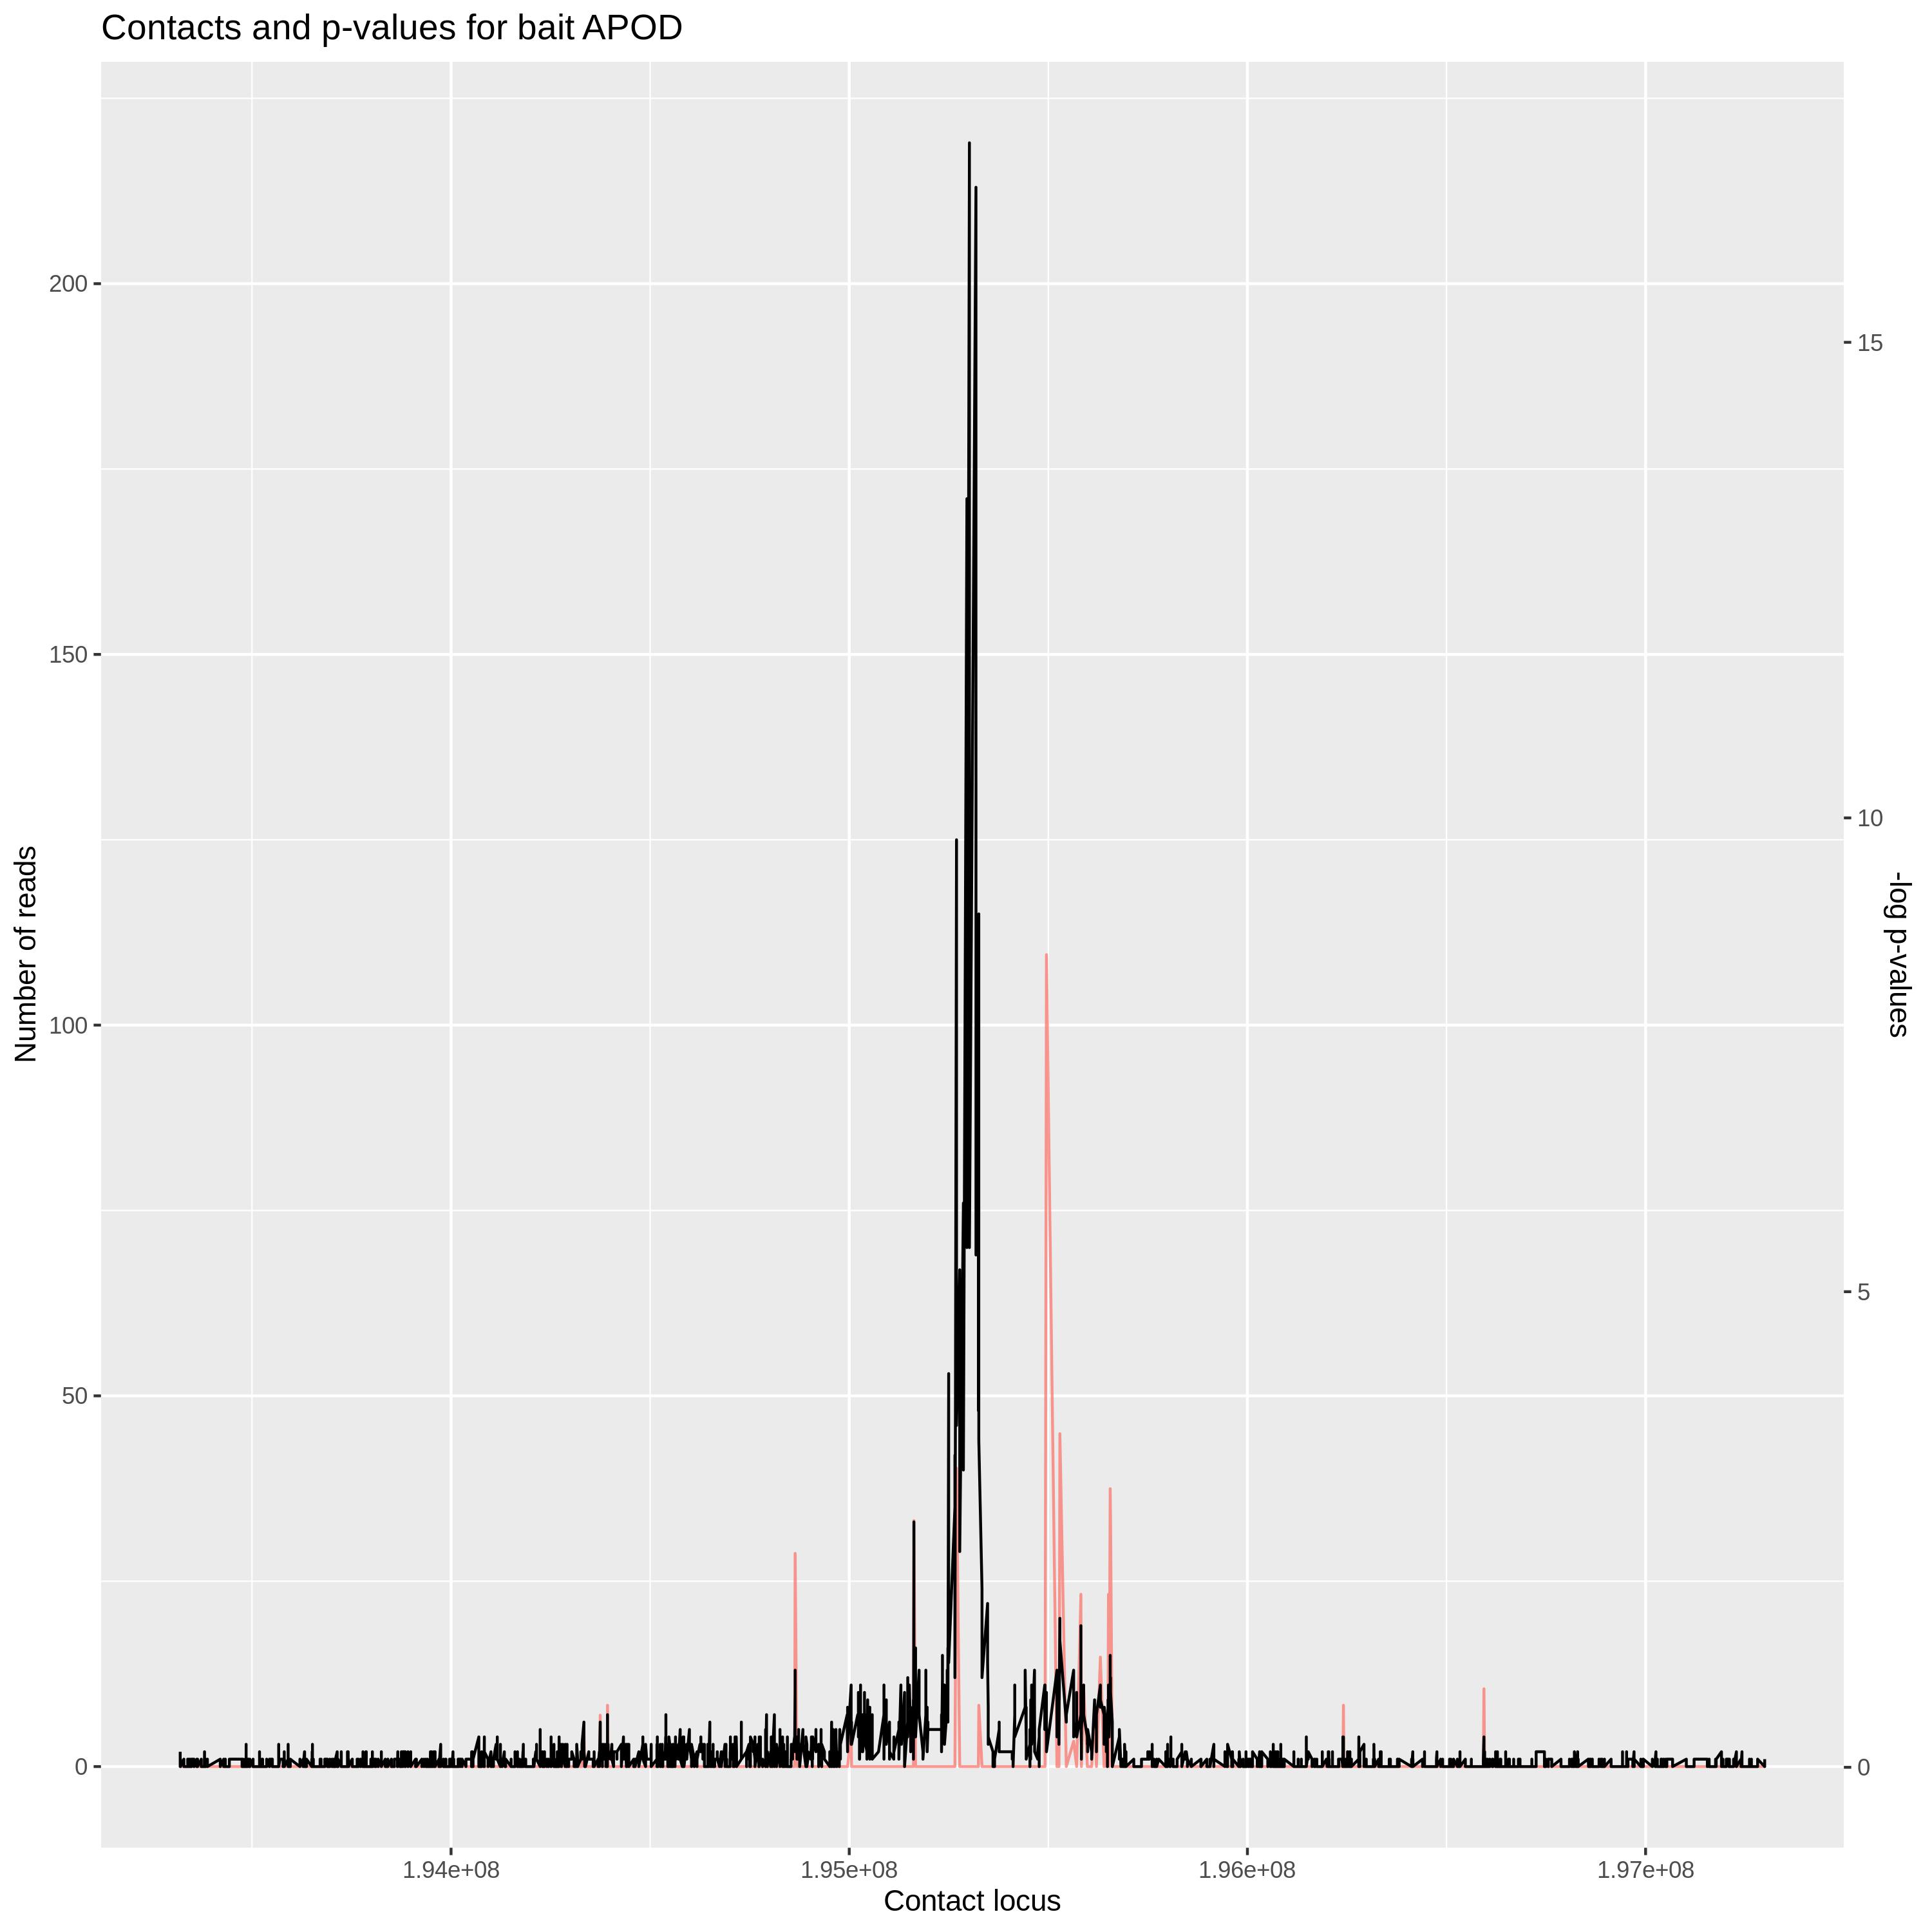 Contacts and p-values for bait APOD
200
150
100
50
0
Number of reads
15
10
5
0
-log p-values
1.94e+08
1.95e+08
1.96e+08
1.97e+08
Contact locus